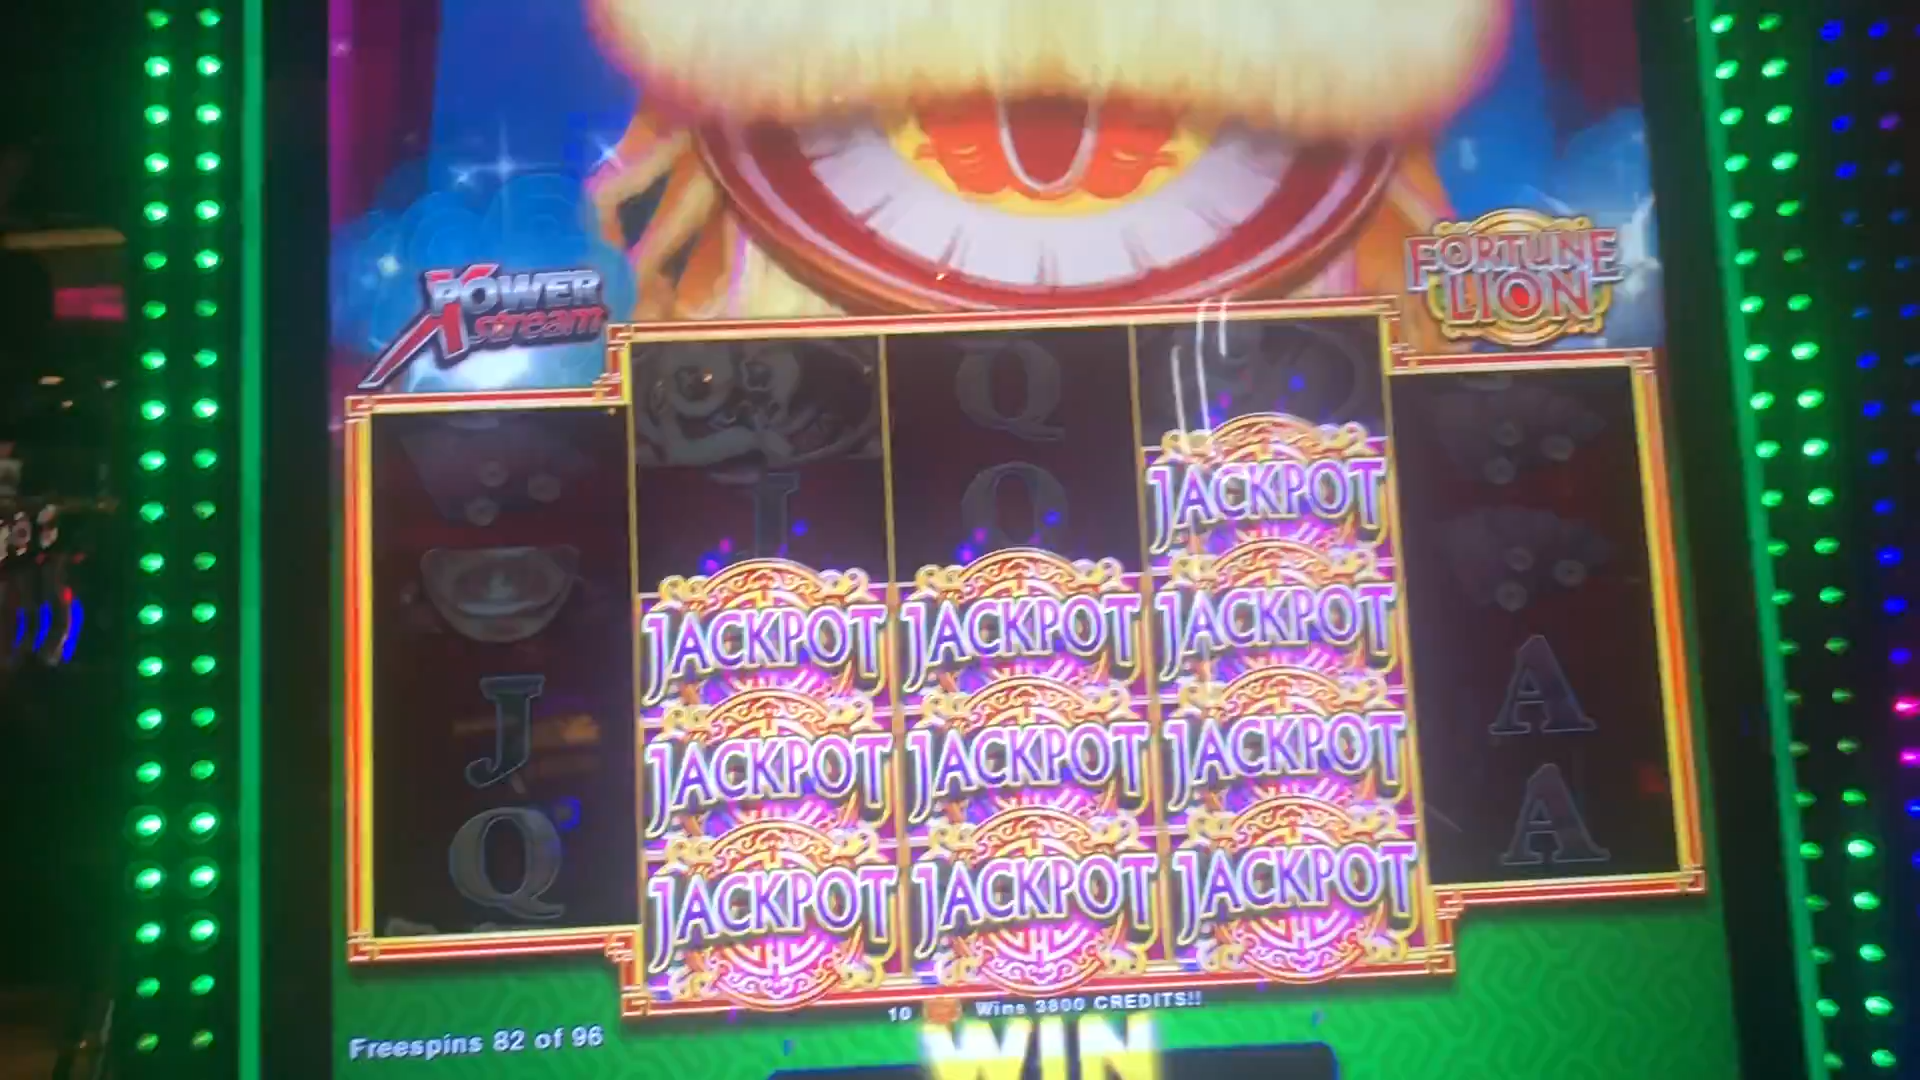 POWER
Xtream
FORTUNE
LION
Q
J
Q
JACKPOT
JACKPOT
JACKPOT
JACKPOT
J
A
JACKPOT
JACKPOT
JACKPOT
Q
A
JACKPOT
JACKPOT
JACKPOT
10 Wins 3800 CREDITS!!
Freespins 82 of 96
WIN